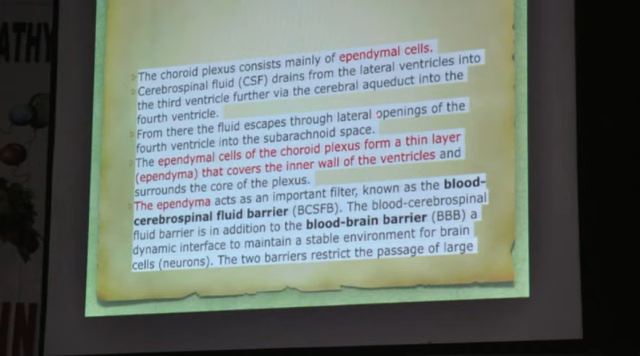 ATHY
IN
The choroid plexus consists mainly of ependymal cells.
Cerebrospinal fluid (CSF) drains from the lateral ventricles into
the third ventricle further via the cerebral aqueduct into the
fourth ventricle.
From there the fluid escapes through lateral openings of the
fourth ventricle into the subarachnoid space.
The ependymal cells of the choroid plexus form a thin layer
(ependyma) that covers the inner wall of the ventricles and
surrounds the core of the plexus.
The ependyma acts as an important filter, known as the blood-
cerebrospinal fluid barrier (BCSFB). The blood-cerebrospinal
fluid barrier is in addition to the blood-brain barrier (BBB) a
dynamic interface to maintain a stable environment for brain
cells (neurons). The two barriers restrict the passage of large